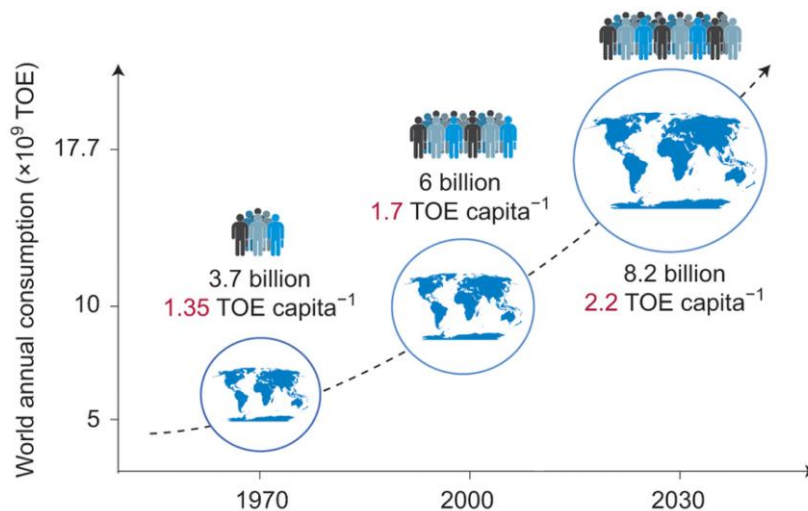 World annual consumption (×10⁹ TOE)
17.7
10
5
3.7 billion
1.35 TOE capita⁻¹
6 billion
1.7 TOE capita⁻¹
8.2 billion
2.2 TOE capita⁻¹
1970
2000
2030